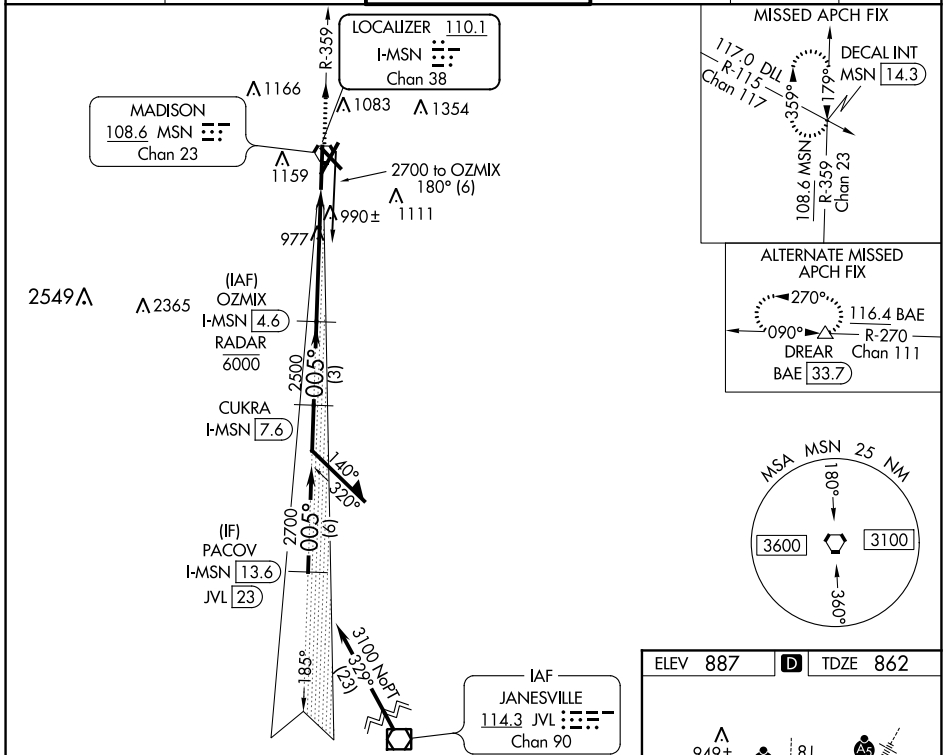 R-359
LOCALIZER 110.1
I-MSN
Chan 38
MADISON
108.6 MSN
Chan 23
1166
1083
1354
1159
2700 to OZMIX
180° (6)
990±
1111
977
2549
2365
(IAF)
OZMIX
I-MSN 4.6
RADAR
6000
2500
005°
(3)
CUKRA
I-MSN 7.6
140°
320°
2700
005°
(6)
(IF)
PACOV
I-MSN 13.6
JVL 23
185°
3100 NoPT
329°
(23)
IAF
JANESVILLE
114.3 JVL
Chan 90
MISSED APCH FIX
117.0 DLL
R-115
Chan 117
359°
179°
DECAL INT
MSN 14.3
108.6 MSN
R-359
Chan 23
ALTERNATE MISSED
APCH FIX
270°
090°
116.4 BAE
R-270
Chan 111
DREAR
BAE 33.7
MSA MSN 25 NM
180°
3600
3100
360°
ELEV 887
D
TDZE 862
949±
81
A5